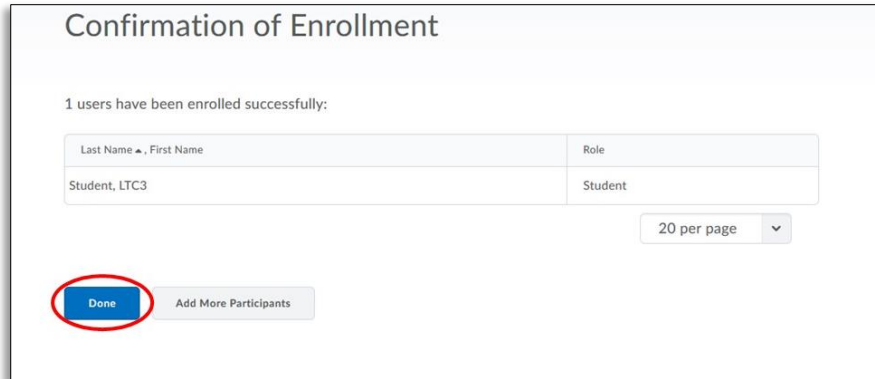 Confirmation of Enrollment
1 users have been enrolled successfully:
Last Name ▲ , First Name Role
Student, LTC3 Student
20 per page
Done Add More Participants